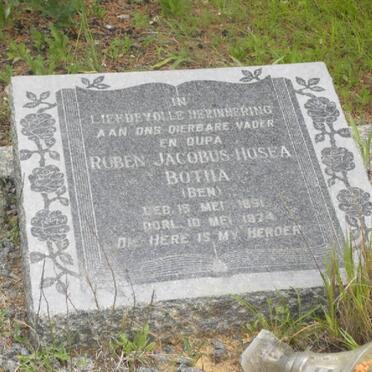 IN
LIEFDEVOLLE HERINNERING
AAN ONS DIERBARE VADER
EN OUPA
RUBEN JACOBUS HOSEA
BOTHA
(BEN)
GEB. 15 MEI 1891
OORL. 10 MEI 1974
DIE HERE IS MY HERDER